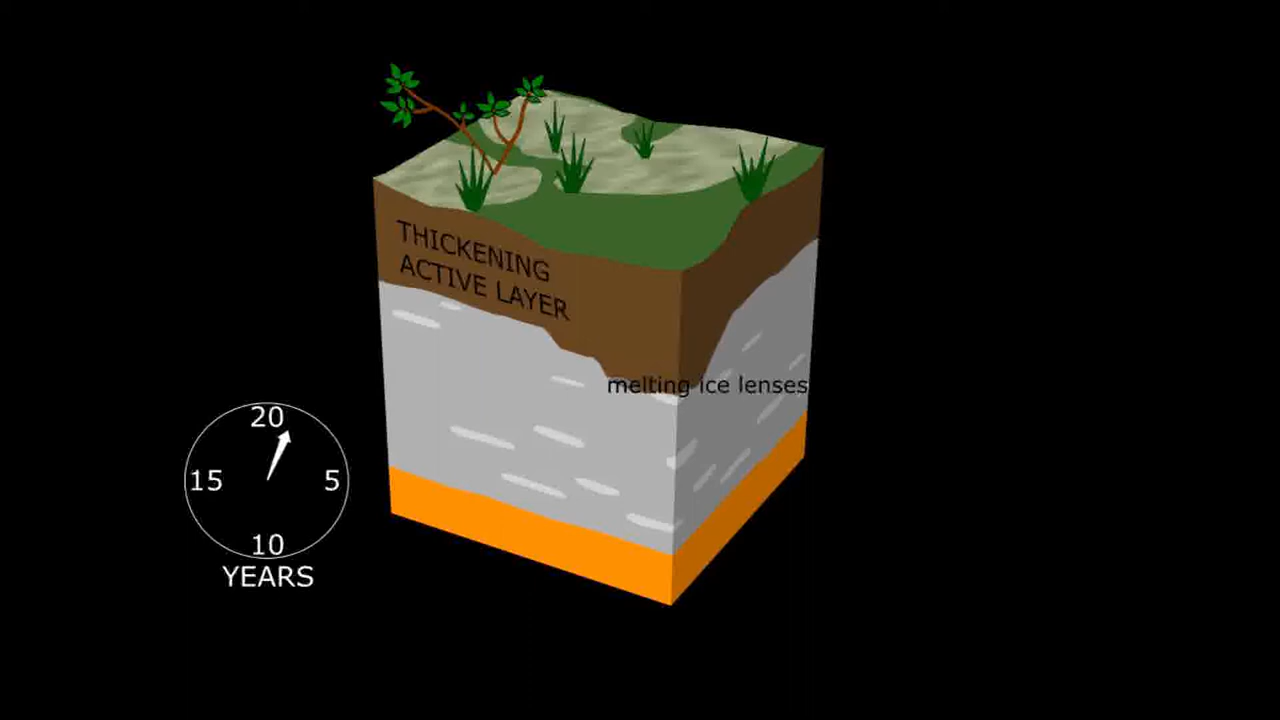 THICKENING
ACTIVE LAYER
melting ice lenses
20
15
5
10
YEARS